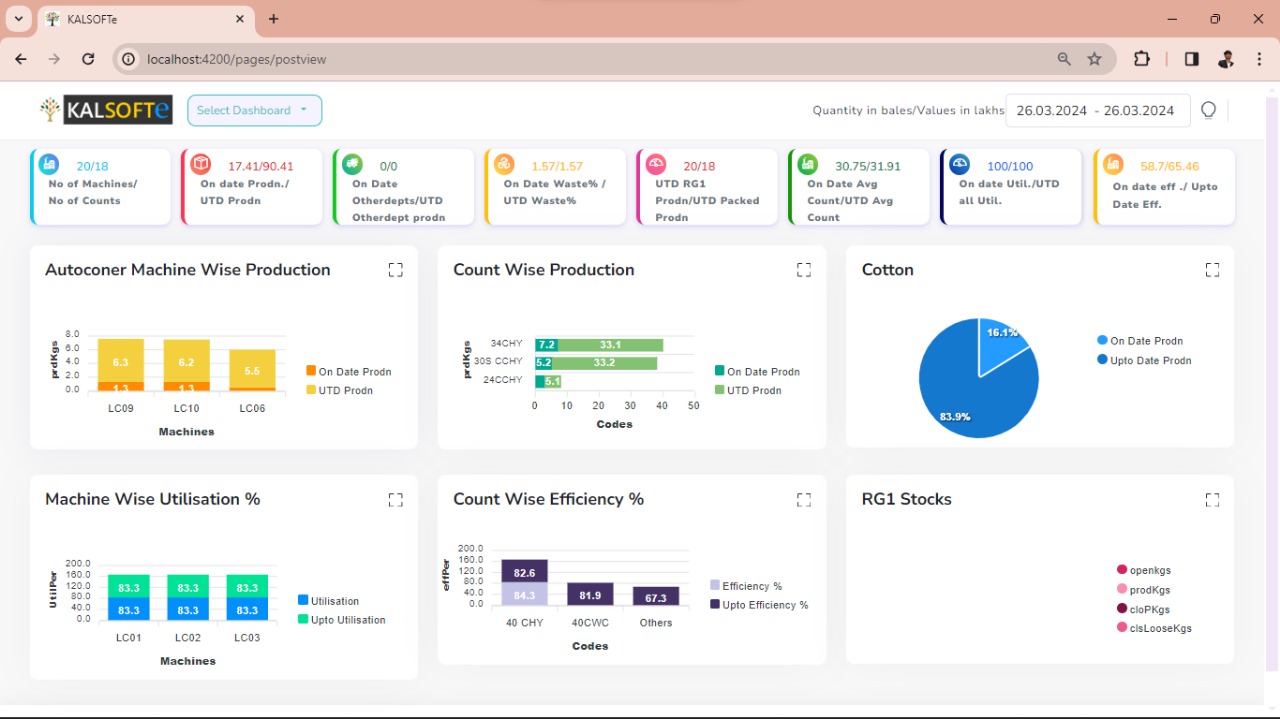 KALSOFTe
localhost:4200/pages/postview
KALSOFTe
Select Dashboard
Quantity in bales/Values in lakhs
26.03.2024 - 26.03.2024
20/18
No of Machines/
No of Counts
17.41/90.41
On date Prodn./
UTD Prodn
0/0
On Date
Otherdepts/UTD
Otherdept prodn
1.57/1.57
On Date Waste% /
UTD Waste%
20/18
UTD RG1
Prodn/UTD Packed
Prodn
30.75/31.91
On Date Avg
Count/UTD Avg
Count
100/100
On date Util./UTD
all Util.
58.7/65.46
On date eff ./ Upto
Date Eff.
Autoconer Machine Wise Production
prdKgs
8.0
6.0
4.0
2.0
0.0
6.3
6.2
5.5
1.3
1.3
LC09
LC10
LC06
Machines
On Date Prodn
UTD Prodn
Count Wise Production
prdKgs
34CHY
7.2
33.1
30S CCHY
5.2
33.2
24CCHY
5.1
0
10
20
30
40
50
Codes
On Date Prodn
UTD Prodn
Cotton
16.1%
83.9%
On Date Prodn
Upto Date Prodn
Machine Wise Utilisation %
UtilPer
200.0
160.0
120.0
80.0
40.0
0.0
83.3
83.3
83.3
83.3
83.3
83.3
LC01
LC02
LC03
Machines
Utilisation
Upto Utilisation
Count Wise Efficiency %
effPer
200.0
160.0
120.0
80.0
40.0
0.0
82.6
84.3
81.9
67.3
40 CHY
40CWC
Others
Codes
Efficiency %
Upto Efficiency %
RG1 Stocks
openkgs
prodKgs
cloPKgs
clsLooseKgs